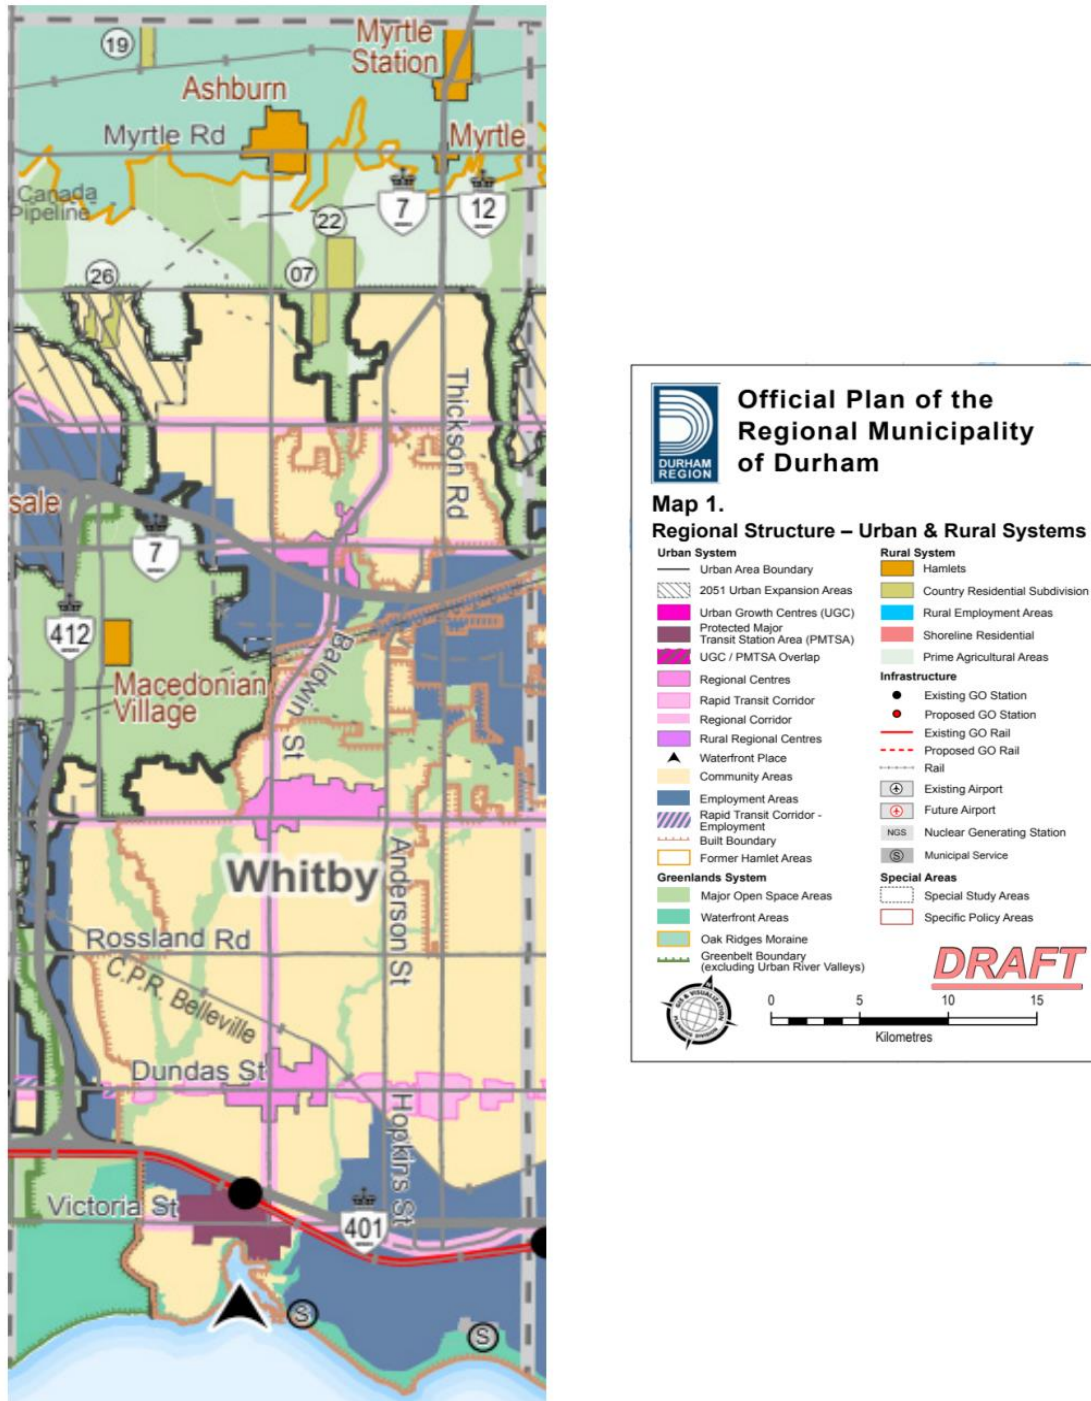 19
Myrtle
Station
Ashburn
Myrtle Rd
Myrtle
Canada
Pipeline
7
12
22
07
26
Thickson Rd
sale
7
412
Baldwin St
Macedonian
Village
Whitby
Anderson St
Rossland Rd
C.P.R. Belleville
Dundas St
Hopkins St
Victoria St
401
S
S
DURHAM
REGION
Official Plan of the
Regional Municipality
of Durham
Map 1.
Regional Structure – Urban & Rural Systems
Urban System
Urban Area Boundary
2051 Urban Expansion Areas
Urban Growth Centres (UGC)
Protected Major
Transit Station Area (PMTSA)
UGC / PMTSA Overlap
Regional Centres
Rapid Transit Corridor
Regional Corridor
Rural Regional Centres
Waterfront Place
Community Areas
Employment Areas
Rapid Transit Corridor -
Employment
Built Boundary
Former Hamlet Areas
Greenlands System
Major Open Space Areas
Waterfront Areas
Oak Ridges Moraine
Greenbelt Boundary
(excluding Urban River Valleys)
Rural System
Hamlets
Country Residential Subdivision
Rural Employment Areas
Shoreline Residential
Prime Agricultural Areas
Infrastructure
Existing GO Station
Proposed GO Station
Existing GO Rail
Proposed GO Rail
Rail
Existing Airport
Future Airport
NGS Nuclear Generating Station
S Municipal Service
Special Areas
Special Study Areas
Specific Policy Areas
DRAFT
GIS & VISUALIZATION
PLANNING DIVISION
0 5 10 15
Kilometres